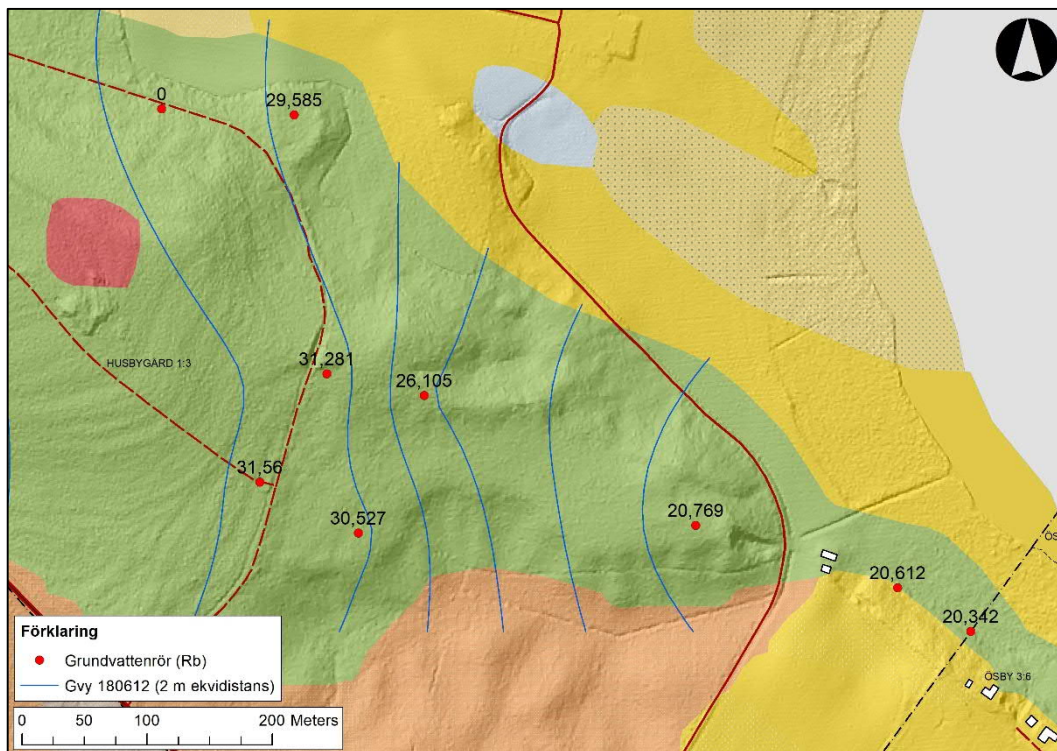 0
29,585
31,281
HUSBYGÅRD 1:3
26,105
31,56
30,527
20,769
20,612
20,342
ÖSBY 3:6
Förklaring
Grundvattenrör (Rb)
Gvy 180612 (2 m ekvidistans)
0 50 100 200 Meters